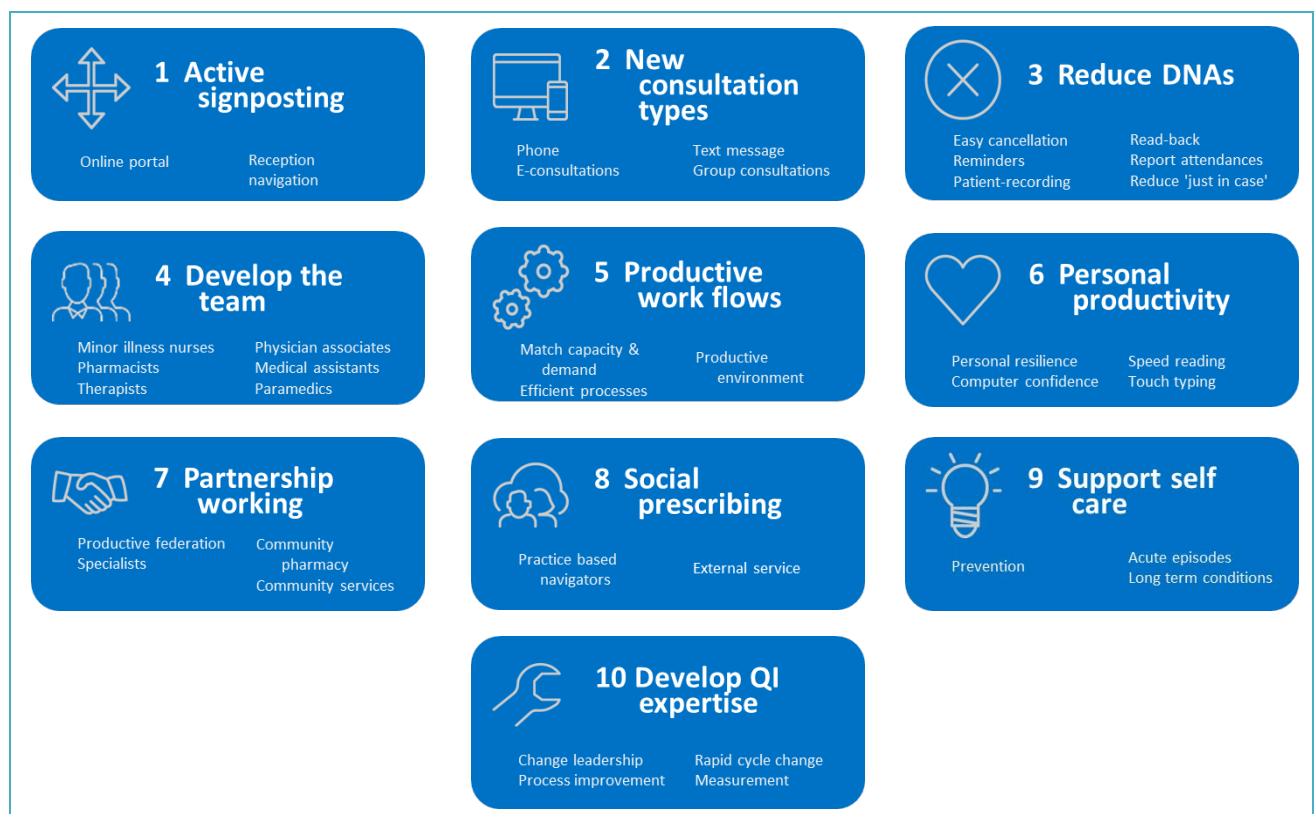 1 Active
signposting
Online portal
Reception
navigation
2 New
consultation
types
Phone
E-consultations
Text message
Group consultations
3 Reduce DNAs
Easy cancellation
Reminders
Patient-recording
Read-back
Report attendances
Reduce 'just in case'
4 Develop the
team
Minor illness nurses
Pharmacists
Therapists
Physician associates
Medical assistants
Paramedics
5 Productive
work flows
Match capacity &
demand
Efficient processes
Productive
environment
6 Personal
productivity
Personal resilience
Computer confidence
Speed reading
Touch typing
7 Partnership
working
Productive federation
Specialists
Community
pharmacy
Community services
8 Social
prescribing
Practice based
navigators
External service
9 Support self
care
Prevention
Acute episodes
Long term conditions
10 Develop QI
expertise
Change leadership
Process improvement
Rapid cycle change
Measurement